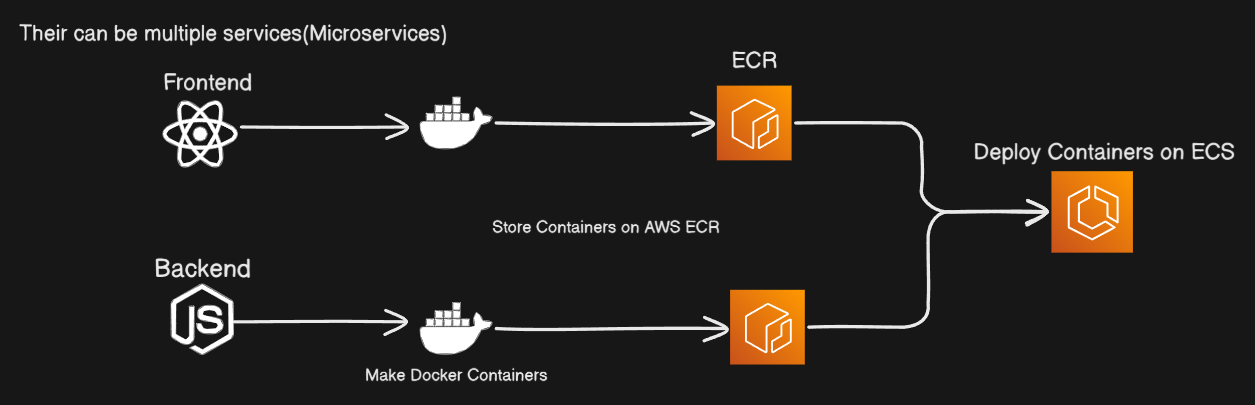 Their can be multiple services(Microservices)
Frontend
ECR
Deploy Containers on ECS
Store Containers on AWS ECR
Backend
JS
Make Docker Containers